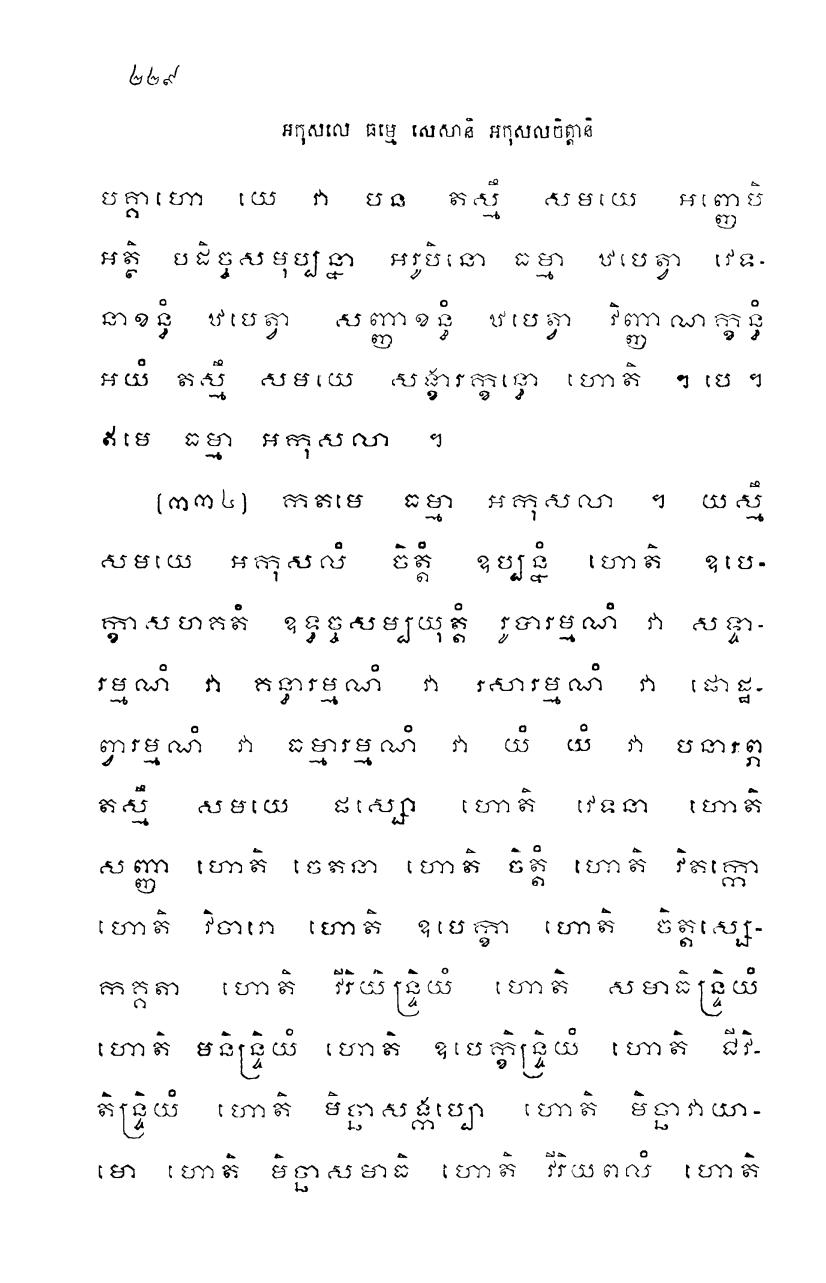 ២២៩
អកុសលេ ធម្មេ សេសានិ អកុសលចិត្តានិ
បគ្គាហោ យេ វា បន តស្មឹ សមយេ អញ្ញេបិ
អត្ថិ បដិច្ចសមុប្បន្នា អរូបិនោ ធម្មា ឋបេត្វា វេទ-
នាខន្ធំ ឋបេត្វា សញ្ញាខន្ធំ ឋបេត្វា វិញ្ញាណក្ខន្ធំ
អយំ តស្មឹ សមយេ សង្ខារក្ខន្ធោ ហោតិ ។ បេ ។
ឥមេ ធម្មា អកុសលា ។
(៣៣៤) កតមេ ធម្មា អកុសលា ។ យស្មឹ
សមយេ អកុសលំ ចិត្តំ ឧប្បន្នំ ហោតិ ឧបេ-
ក្ខាសហគតំ ឧទ្ធច្ចសម្បយុត្តំ រូបារម្មណំ វា សទ្ទា-
រម្មណំ វា គន្ធារម្មណំ វា រសារម្មណំ វា ផោដ្ឋ-
ព្វារម្មណំ វា ធម្មារម្មណំ វា យំ យំ វា បនារព្ភ
តស្មឹ សមយេ ផស្សោ ហោតិ វេទនា ហោតិ
សញ្ញា ហោតិ ចេតនា ហោតិ ចិត្តំ ហោតិ វិតក្កោ
ហោតិ វិចារោ ហោតិ ឧបេក្ខា ហោតិ ចិត្តស្សេ-
កគ្គតា ហោតិ វីរិយិន្ទ្រិយំ ហោតិ សមាធិន្ទ្រិយំ
ហោតិ មនិន្ទ្រិយំ ហោតិ ឧបេក្ខិន្ទ្រិយំ ហោតិ ជីវិ-
តិន្ទ្រិយំ ហោតិ មិច្ឆាសង្កប្បោ ហោតិ មិច្ឆាវាយា-
មោ ហោតិ មិច្ឆាសមាធិ ហោតិ វីរិយពលំ ហោតិ